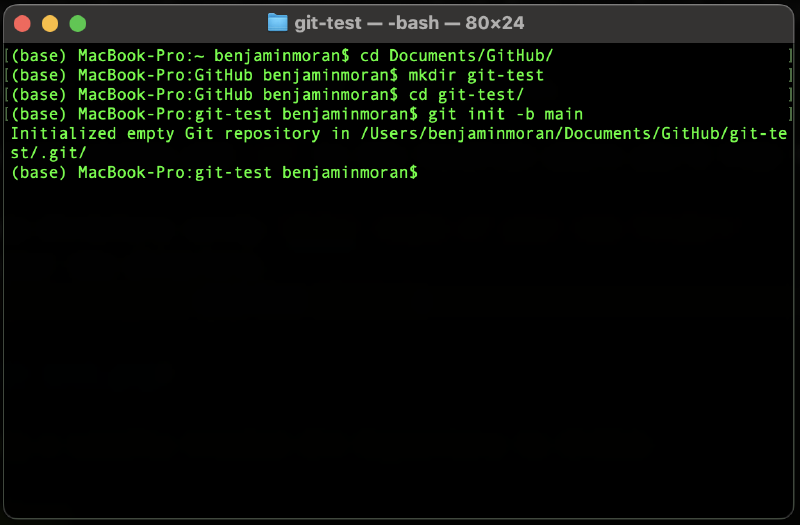 git-test — -bash — 80×24
[(base) MacBook-Pro:~ benjaminmoran$ cd Documents/GitHub/ ]
[(base) MacBook-Pro:GitHub benjaminmoran$ mkdir git-test ]
[(base) MacBook-Pro:GitHub benjaminmoran$ cd git-test/ ]
[(base) MacBook-Pro:git-test benjaminmoran$ git init -b main ]
Initialized empty Git repository in /Users/benjaminmoran/Documents/GitHub/git-te
st/.git/
(base) MacBook-Pro:git-test benjaminmoran$